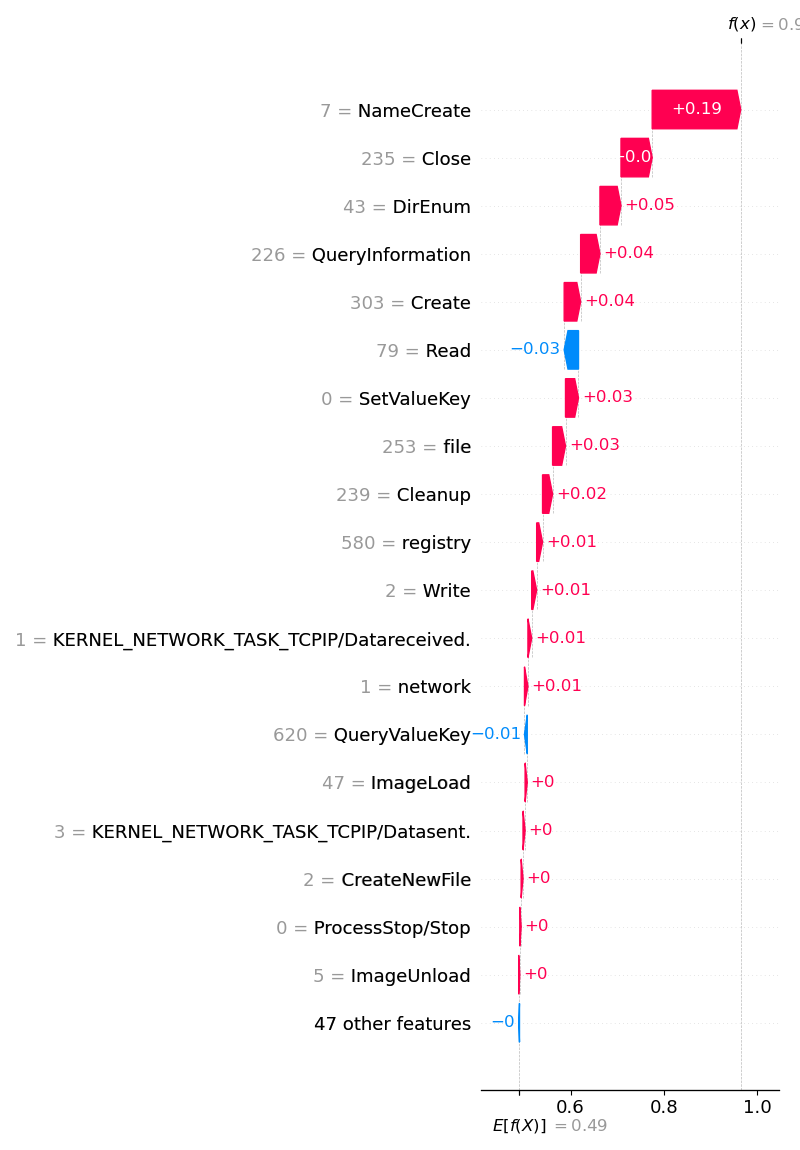 f(x) = 0.9
7 = NameCreate +0.19
235 = Close +0.0
43 = DirEnum +0.05
226 = QueryInformation +0.04
303 = Create +0.04
79 = Read −0.03
0 = SetValueKey +0.03
253 = file +0.03
239 = Cleanup +0.02
580 = registry +0.01
2 = Write +0.01
1 = KERNEL_NETWORK_TASK_TCPIP/Datareceived. +0.01
1 = network +0.01
620 = QueryValueKey −0.01
47 = ImageLoad +0
3 = KERNEL_NETWORK_TASK_TCPIP/Datasent. +0
2 = CreateNewFile +0
0 = ProcessStop/Stop +0
5 = ImageUnload +0
47 other features −0
0.6 0.8 1.0
E[f(X)] = 0.49